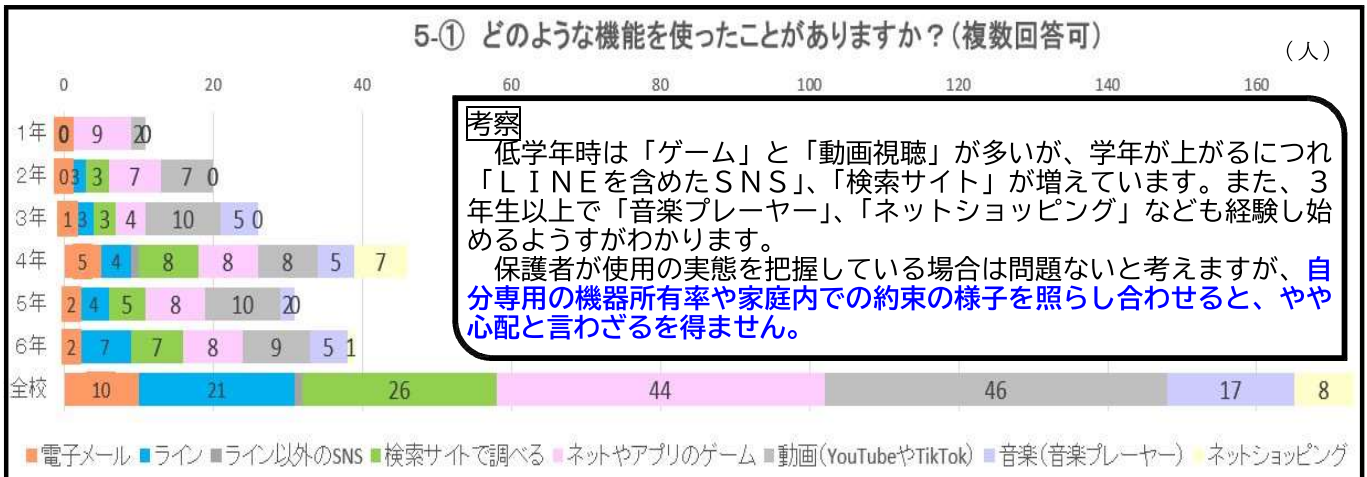 5-① どのような機能を使ったことがありますか？（複数回答可）
（人）
0 20 40 60 80 100 120 140 160
1年 0 9 2 0
2年 0 3 3 7 7 0
3年 1 3 3 4 10 5 0
4年 5 4 8 8 8 5 7
5年 2 4 5 8 10 2 0
6年 2 7 7 8 9 5 1
全校 10 21 26 44 46 17 8
考察
低学年時は「ゲーム」と「動画視聴」が多いが、学年が上がるにつれ
「ＬＩＮＥを含めたＳＮＳ」、「検索サイト」が増えています。また、３
年生以上で「音楽プレーヤー」、「ネットショッピング」なども経験し始
めるようすがわかります。
保護者が使用の実態を把握している場合は問題ないと考えますが、自
分専用の機器所有率や家庭内での約束の様子を照らし合わせると、やや
心配と言わざるを得ません。
■電子メール ■ライン ■ライン以外のSNS ■検索サイトで調べる ■ネットやアプリのゲーム ■動画(YouTubeやTikTok) ■音楽(音楽プレーヤー) ■ネットショッピング